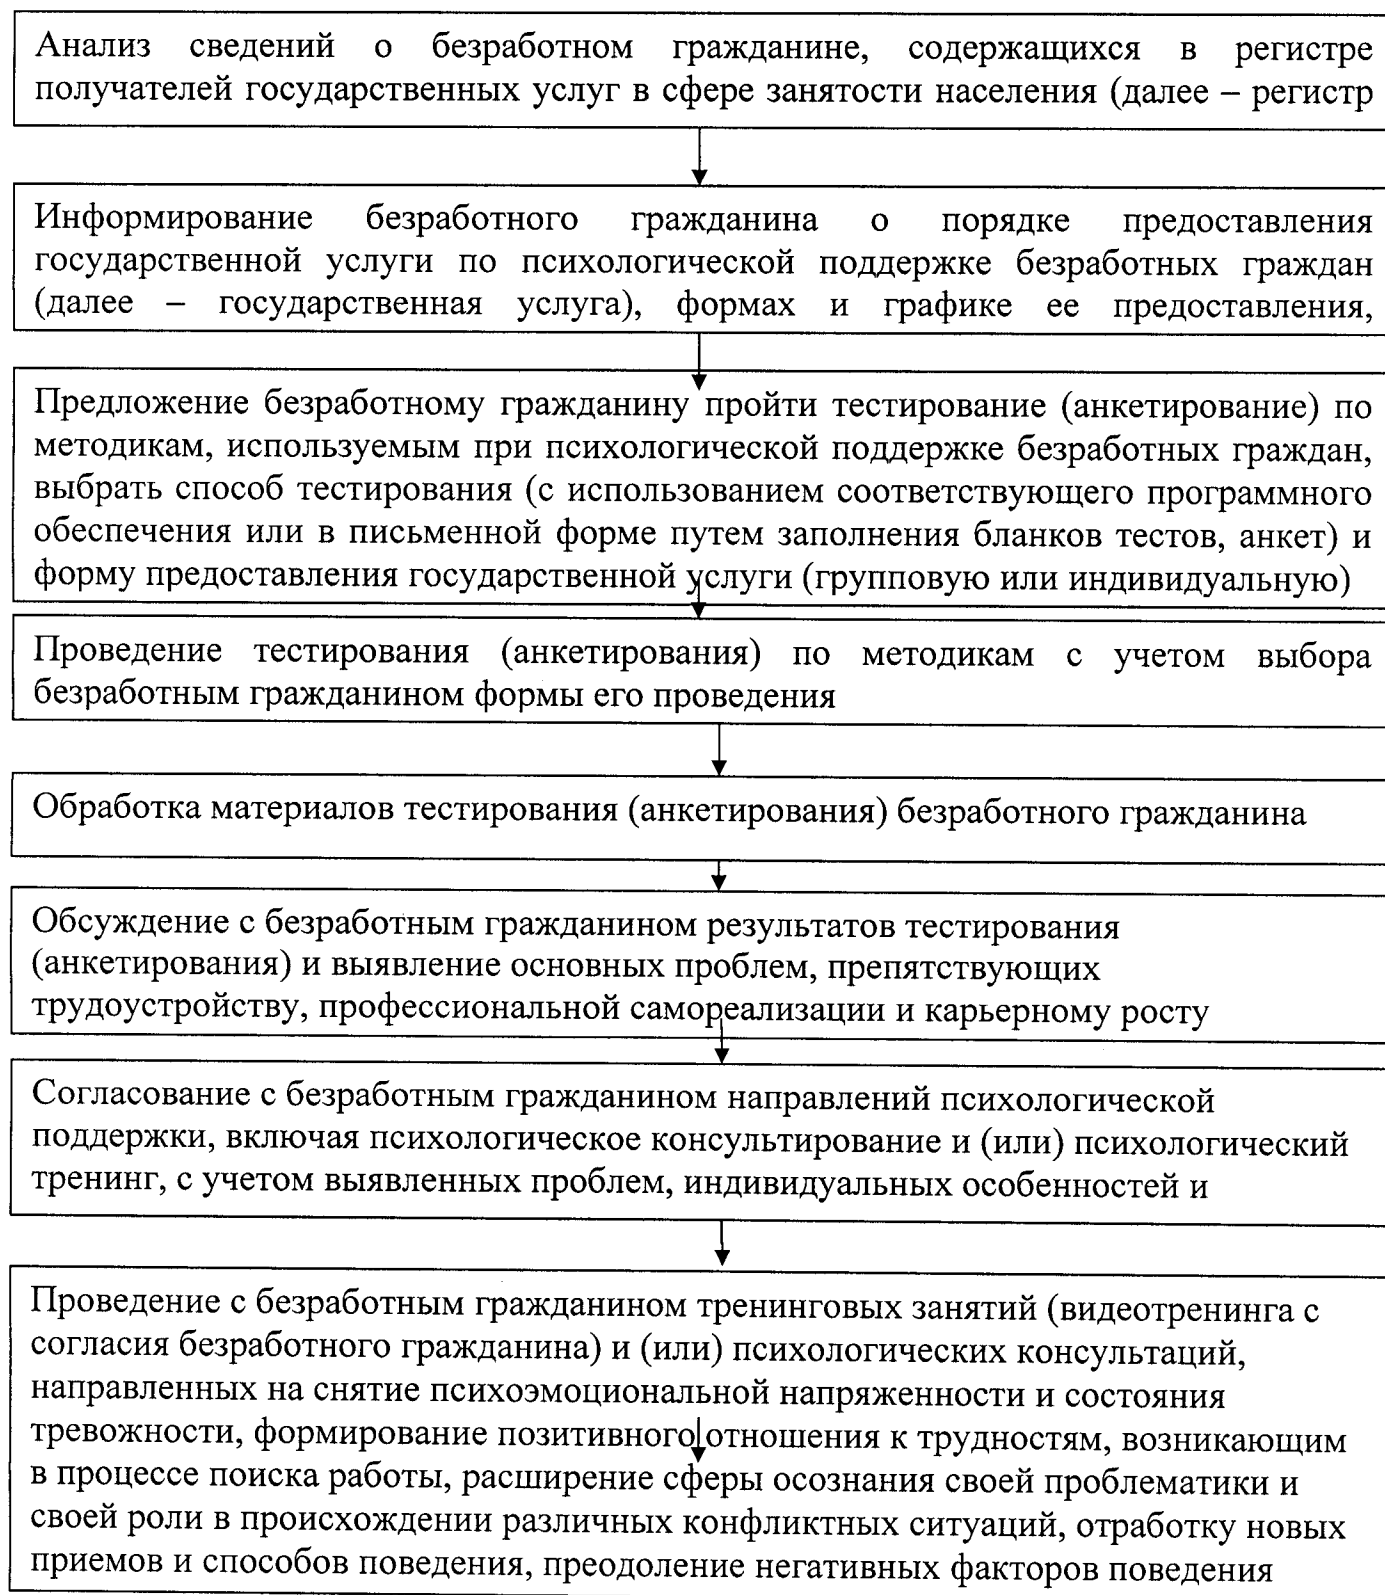 Анализ сведений о безработном гражданине, содержащихся в регистре
получателей государственных услуг в сфере занятости населения (далее – регистр
Информирование безработного гражданина о порядке предоставления
государственной услуги по психологической поддержке безработных граждан
(далее – государственная услуга), формах и графике ее предоставления,
Предложение безработному гражданину пройти тестирование (анкетирование) по
методикам, используемым при психологической поддержке безработных граждан,
выбрать способ тестирования (с использованием соответствующего программного
обеспечения или в письменной форме путем заполнения бланков тестов, анкет) и
форму предоставления государственной услуги (групповую или индивидуальную)
Проведение тестирования (анкетирования) по методикам с учетом выбора
безработным гражданином формы его проведения
Обработка материалов тестирования (анкетирования) безработного гражданина
Обсуждение с безработным гражданином результатов тестирования
(анкетирования) и выявление основных проблем, препятствующих
трудоустройству, профессиональной самореализации и карьерному росту
Согласование с безработным гражданином направлений психологической
поддержки, включая психологическое консультирование и (или) психологический
тренинг, с учетом выявленных проблем, индивидуальных особенностей и
Проведение с безработным гражданином тренинговых занятий (видеотренинга с
согласия безработного гражданина) и (или) психологических консультаций,
направленных на снятие психоэмоциональной напряженности и состояния
тревожности, формирование позитивного отношения к трудностям, возникающим
в процессе поиска работы, расширение сферы осознания своей проблематики и
своей роли в происхождении различных конфликтных ситуаций, отработку новых
приемов и способов поведения, преодоление негативных факторов поведения